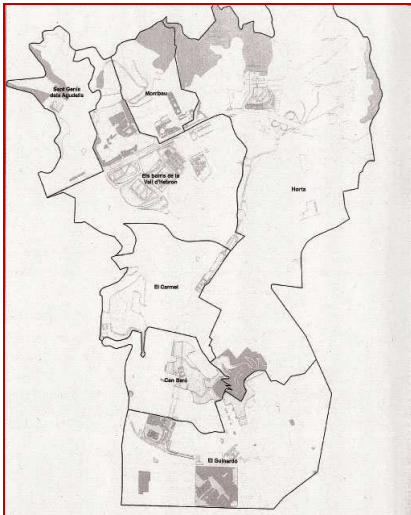 Sant Genís
dels Agudells
Montbau
Els barris de la
Vall d'Hebron
Horta
El Carmel
Can Baró
El Guinardó